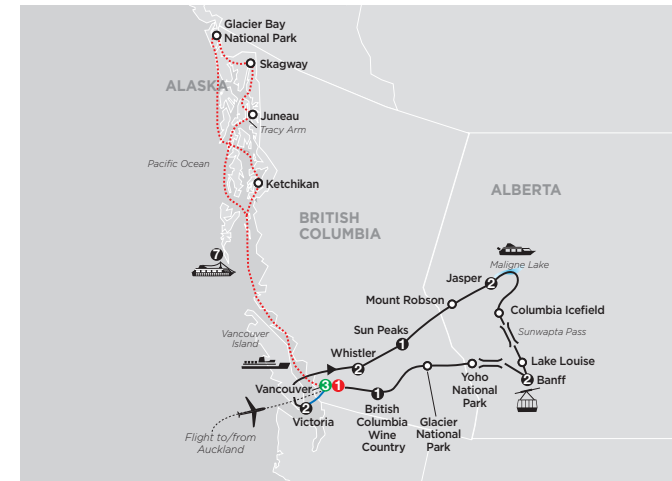 Glacier Bay
National Park
Skagway
ALASKA
Juneau
Tracy Arm
Pacific Ocean
Ketchikan
ALBERTA
BRITISH
COLUMBIA
7
Maligne Lake
Jasper
2
Mount Robson
Columbia Icefield
Sun Peaks
1
Sunwapta Pass
Vancouver
Island
Whistler
2
Lake Louise
Vancouver
3
1
1
Yoho
National
Park
2
Banff
2
Victoria
British
Columbia
Wine
Country
Glacier
National
Park
Flight to/from
Auckland